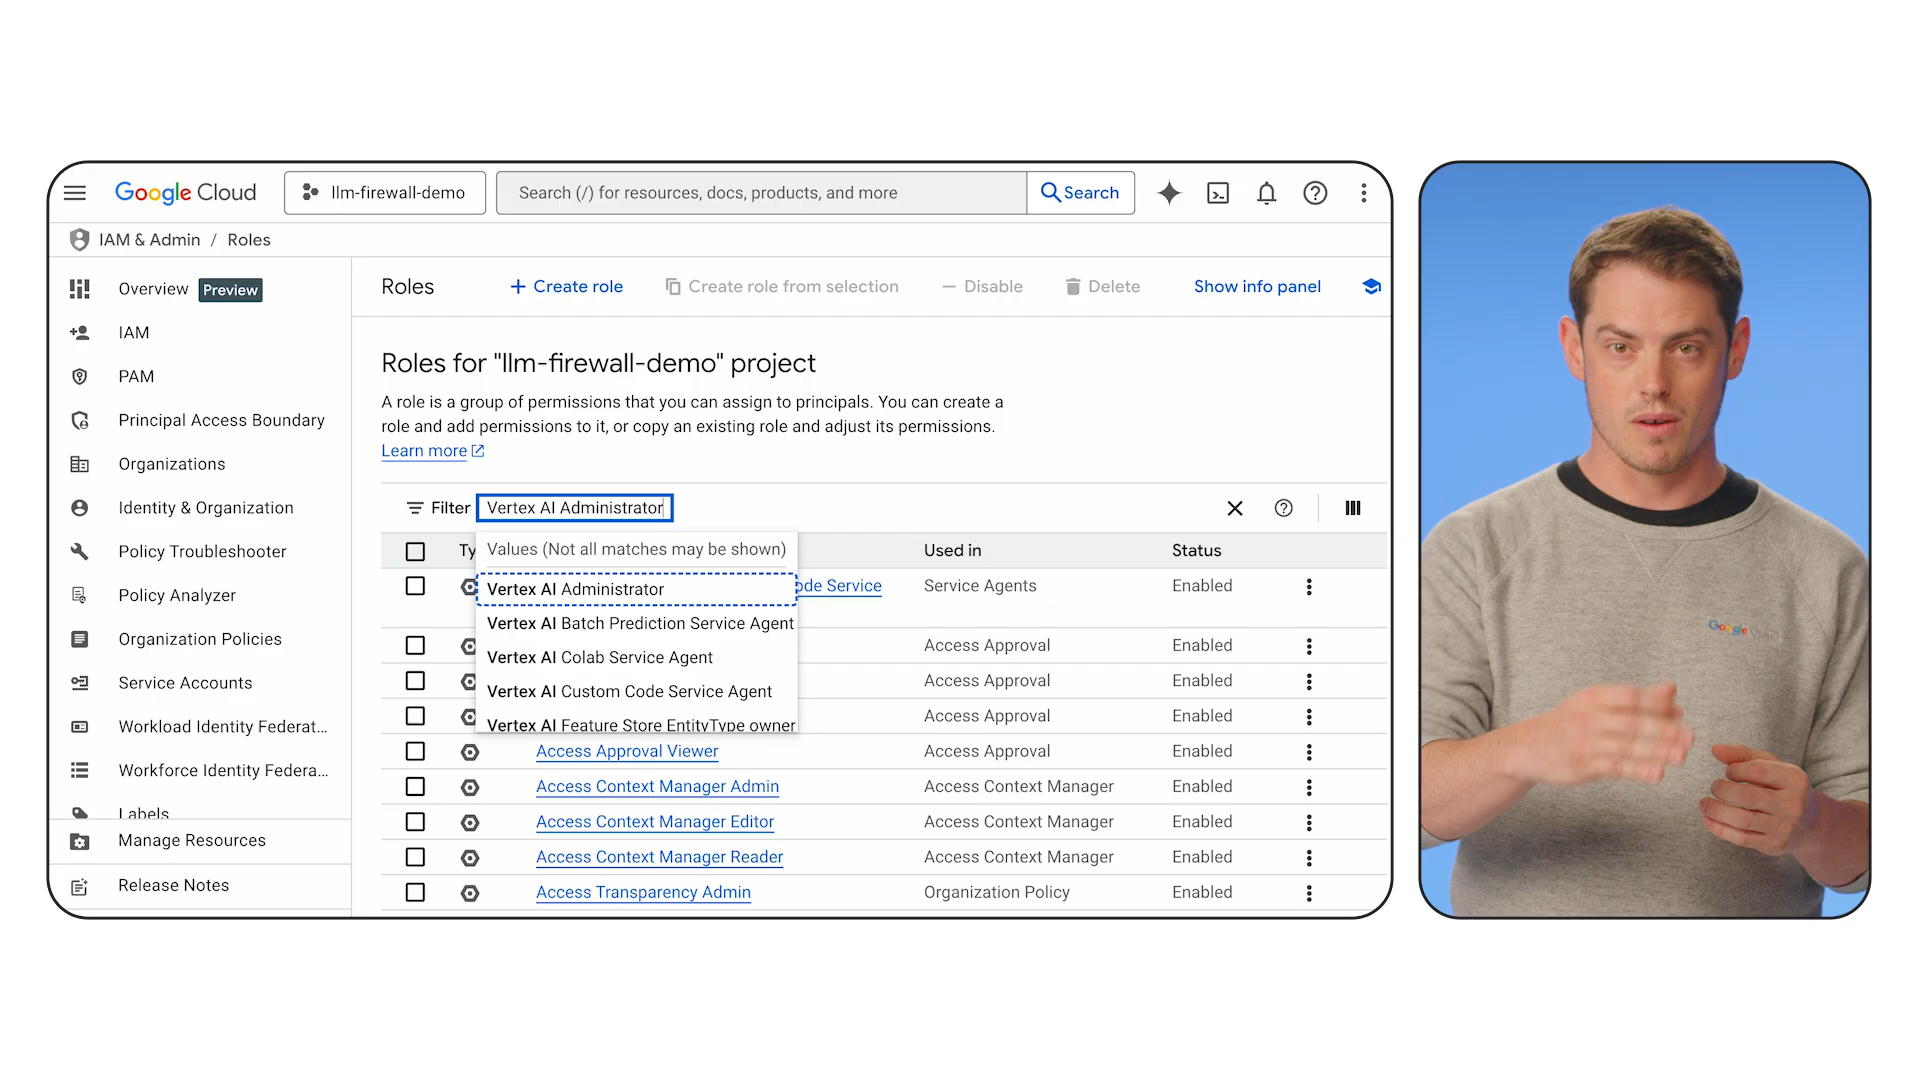 Google Cloud
llm-firewall-demo
Search (/) for resources, docs, products, and more
Search
IAM & Admin / Roles
Overview Preview
IAM
PAM
Principal Access Boundary
Organizations
Identity & Organization
Policy Troubleshooter
Policy Analyzer
Organization Policies
Service Accounts
Workload Identity Federat...
Workforce Identity Federa...
Labels
Manage Resources
Release Notes
Roles
Create role
Create role from selection
Disable
Delete
Show info panel
Roles for "llm-firewall-demo" project
A role is a group of permissions that you can assign to principals. You can create a
role and add permissions to it, or copy an existing role and adjust its permissions.
Learn more
Filter Vertex AI Administrator
Values (Not all matches may be shown)
Vertex AI Administrator
Vertex AI Batch Prediction Service Agent
Vertex AI Colab Service Agent
Vertex AI Custom Code Service Agent
Vertex AI Feature Store EntityType owner
Used in Status
Service Service Agents Enabled
Access Approval Enabled
Access Approval Enabled
Access Approval Enabled
Access Approval Viewer Access Approval Enabled
Access Context Manager Admin Access Context Manager Enabled
Access Context Manager Editor Access Context Manager Enabled
Access Context Manager Reader Access Context Manager Enabled
Access Transparency Admin Organization Policy Enabled
Google Cloud